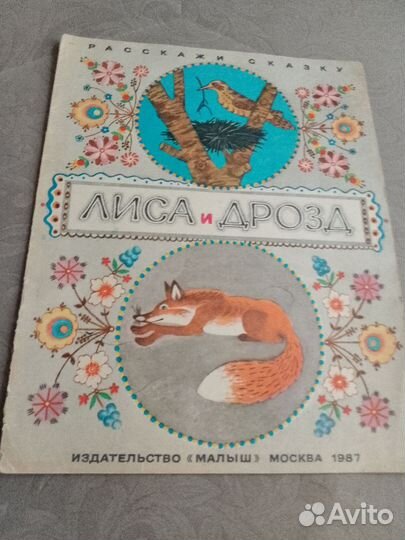 РАССКАЖИ СКАЗКУ
ЛИСА И ДРОЗД
ИЗДАТЕЛЬСТВО «МАЛЫШ» МОСКВА 1987
Avito